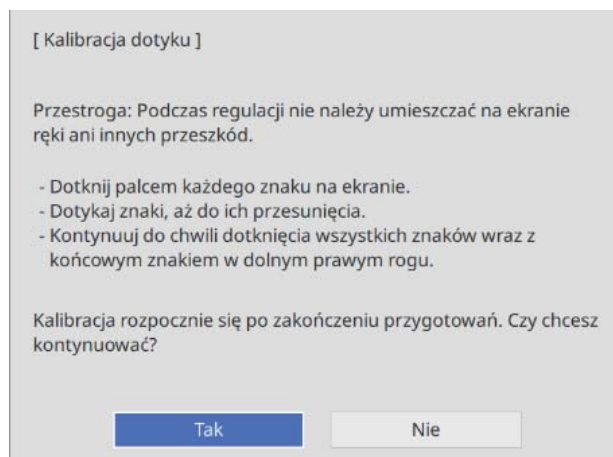 [ Kalibracja dotyku ]
Przestroga: Podczas regulacji nie należy umieszczać na ekranie
ręki ani innych przeszkód.
- Dotknij palcem każdego znaku na ekranie.
- Dotykaj znaki, aż do ich przesunięcia.
- Kontynuuj do chwili dotknięcia wszystkich znaków wraz z
końcowym znakiem w dolnym prawym rogu.
Kalibracja rozpocznie się po zakończeniu przygotowań. Czy chcesz
kontynuować?
Tak
Nie